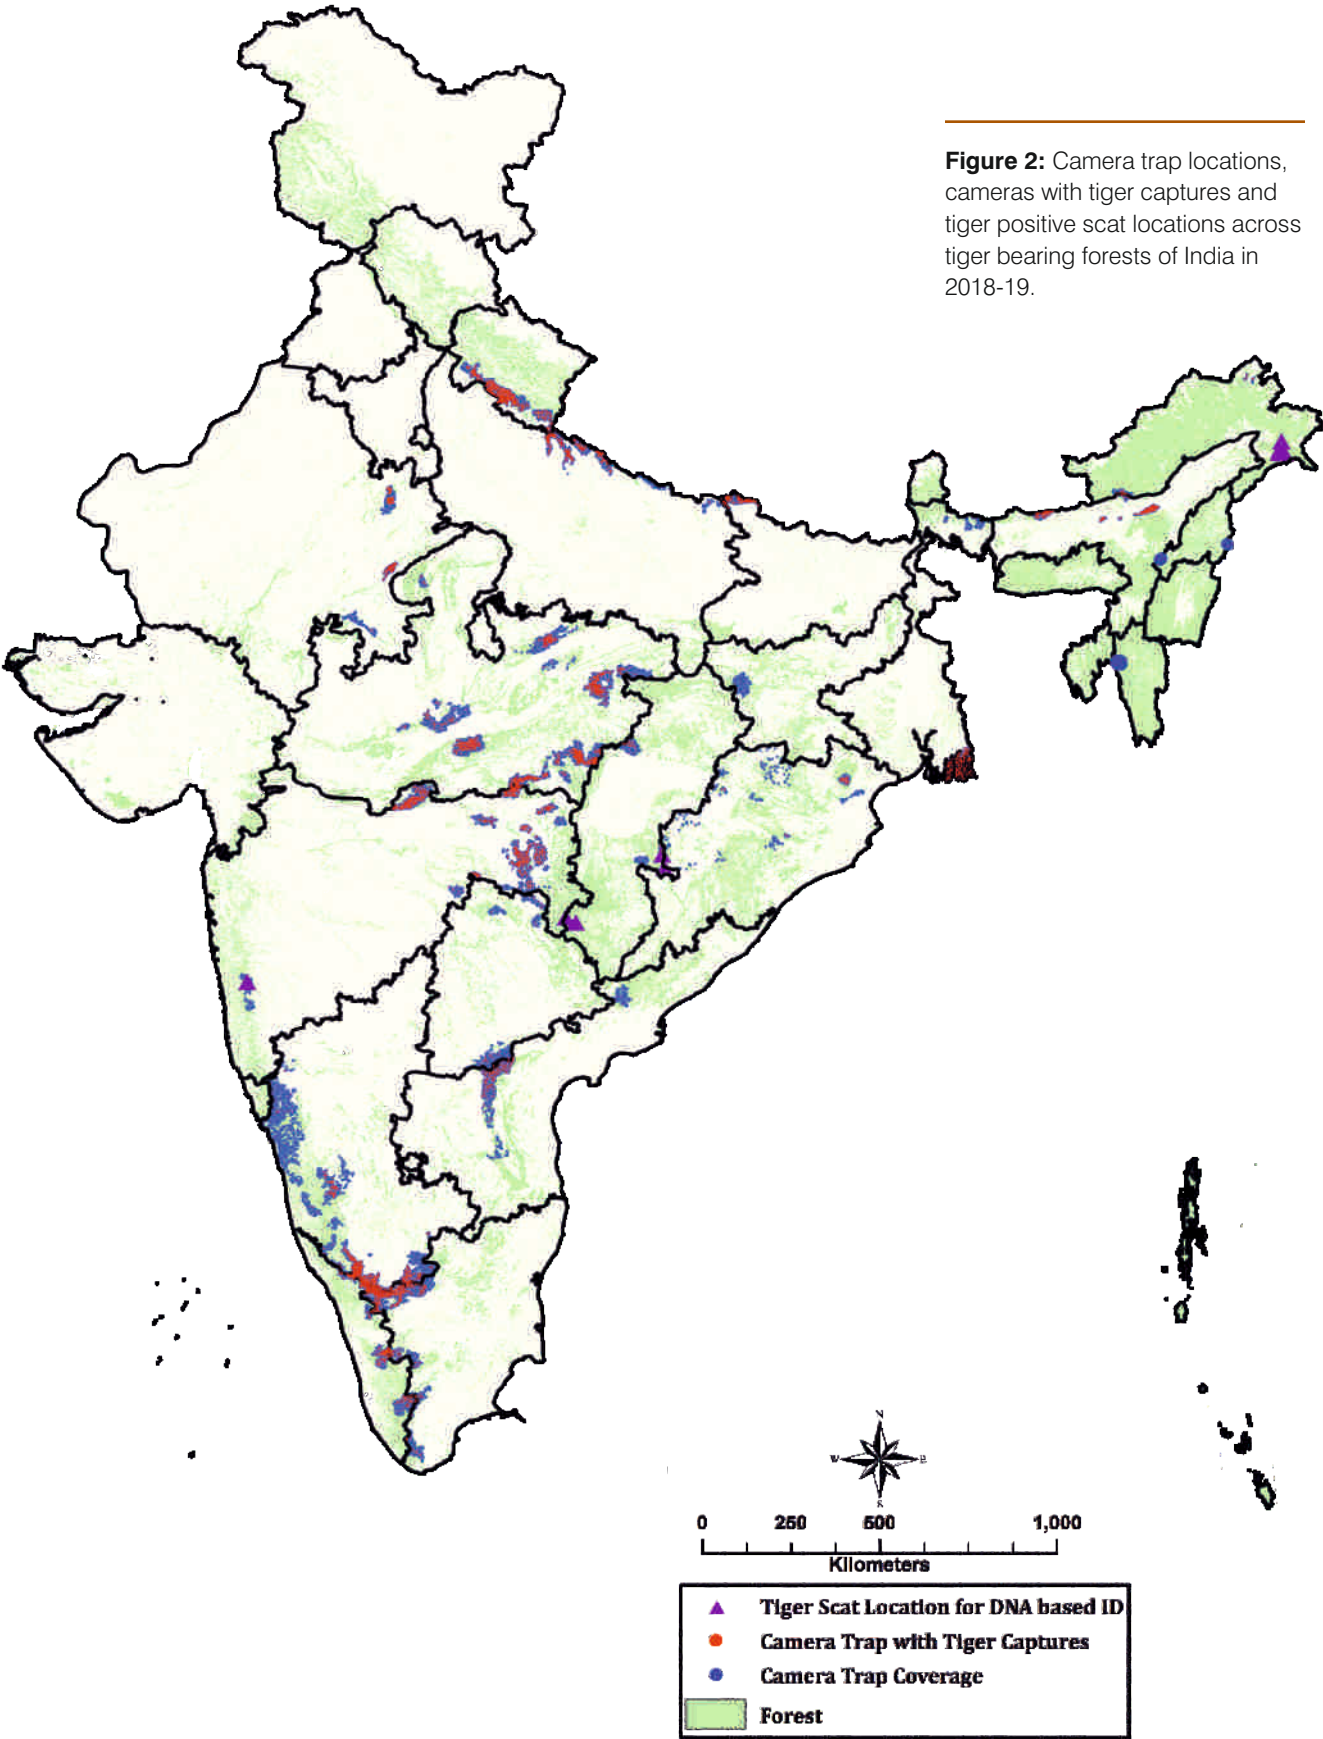 Figure 2: Camera trap locations,
cameras with tiger captures and
tiger positive scat locations across
tiger bearing forests of India in
2018-19.
N
W E
S
0 250 500 1,000
Kilometers
Tiger Scat Location for DNA based ID
Camera Trap with Tiger Captures
Camera Trap Coverage
Forest